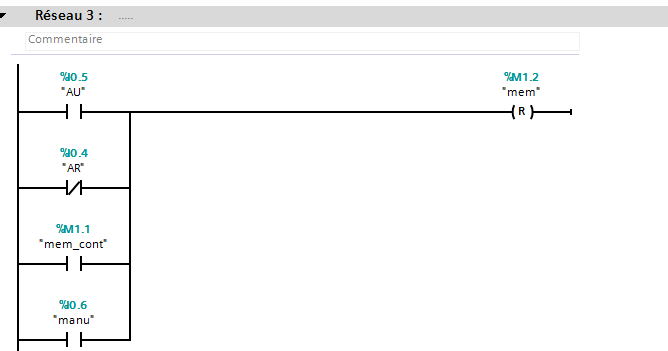 Réseau 3 : .....
Commentaire
%I0.5
"AU"
%M1.2
"mem"
R
%I0.4
"AR"
%M1.1
"mem_cont"
%I0.6
"manu"